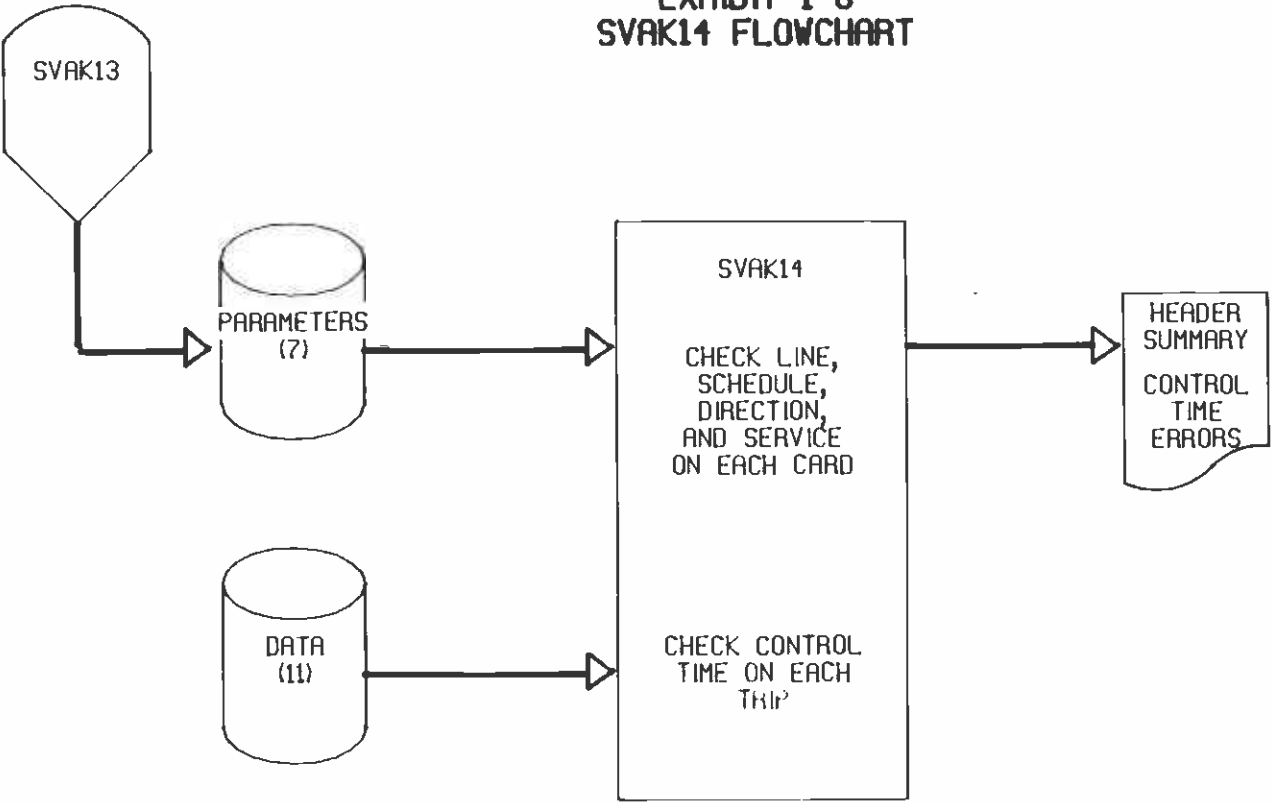 SVAK14 FLOWCHART
SVAK13
PARAMETERS
(7)
SVAK14
CHECK LINE,
SCHEDULE,
DIRECTION,
AND SERVICE
ON EACH CARD
HEADER
SUMMARY
CONTROL
TIME
ERRORS
DATA
(11)
CHECK CONTROL
TIME ON EACH
TRIP